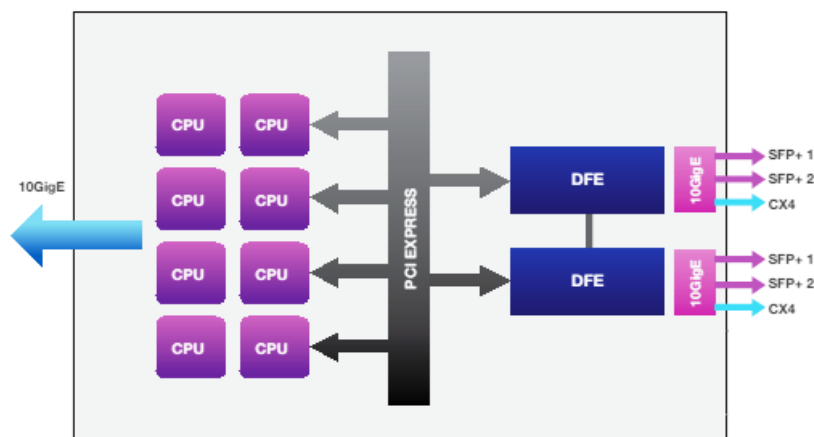 10GigE
CPU CPU
CPU CPU
CPU CPU
CPU CPU
PCI EXPRESS
DFE
10GigE
SFP+ 1
SFP+ 2
CX4
DFE
10GigE
SFP+ 1
SFP+ 2
CX4